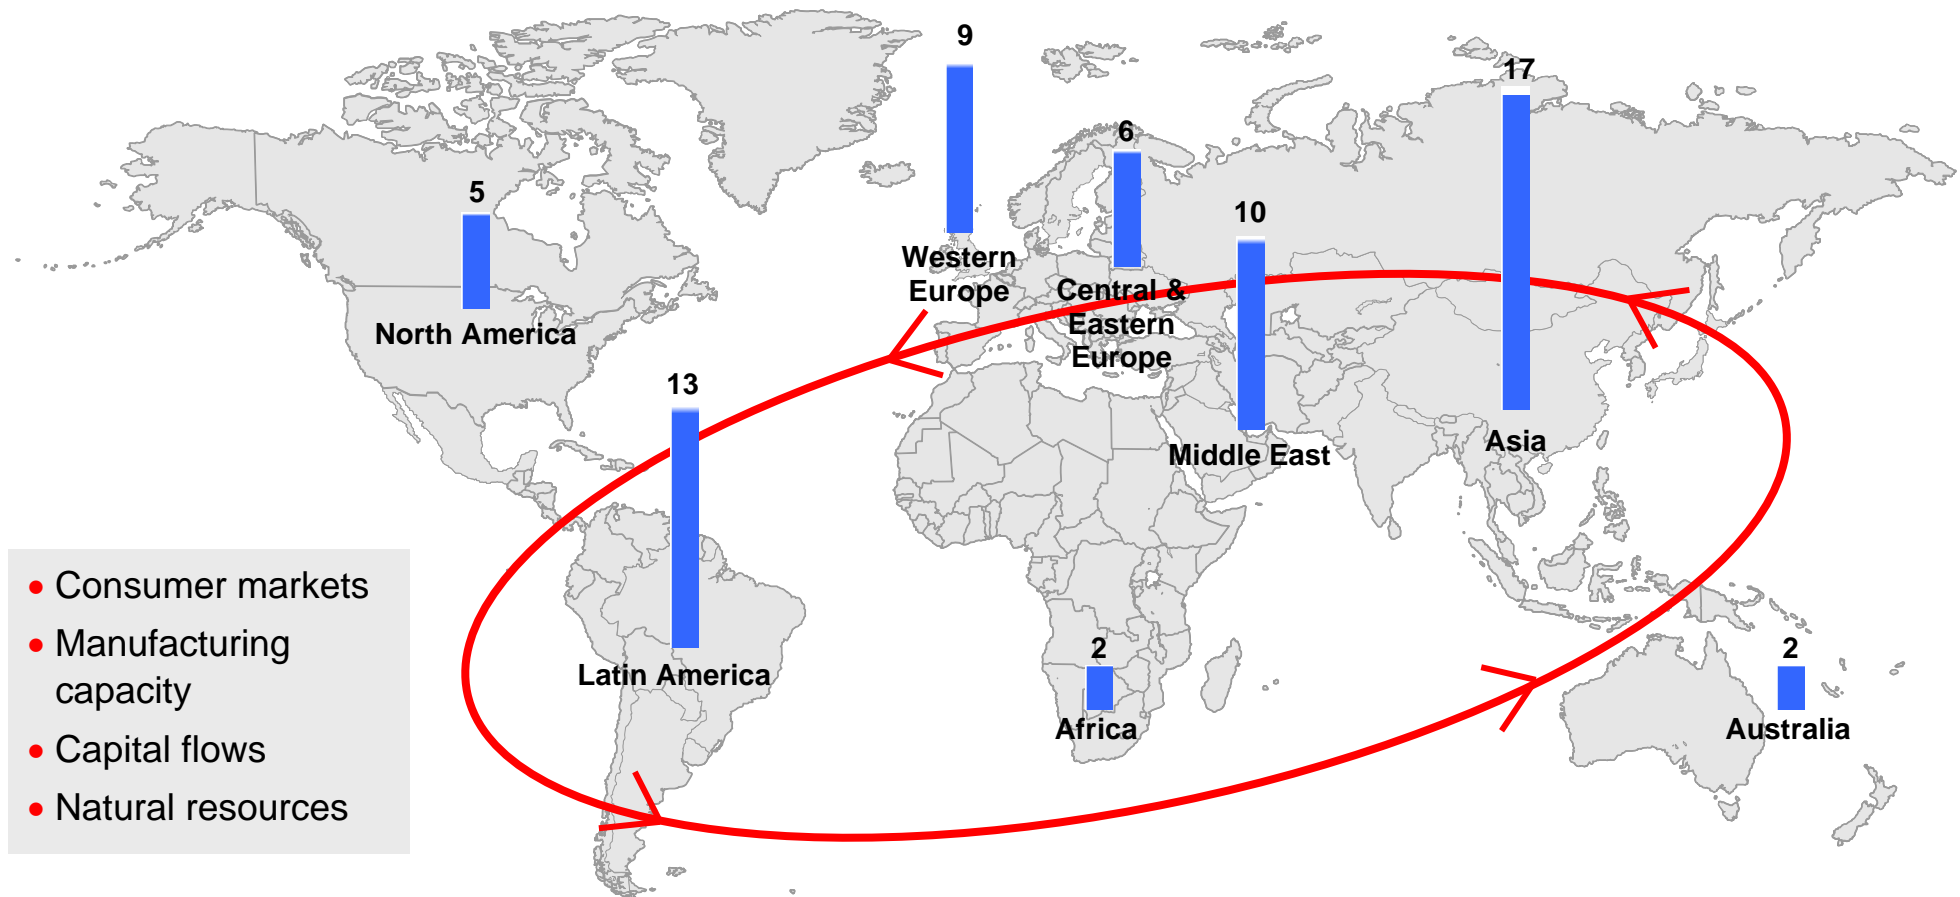 9
17
6
5
10
Western
Europe
Central &
Eastern
Europe
North America
13
Asia
Middle East
• Consumer markets
• Manufacturing
capacity
• Capital flows
• Natural resources
Latin America
2
Africa
2
Australia